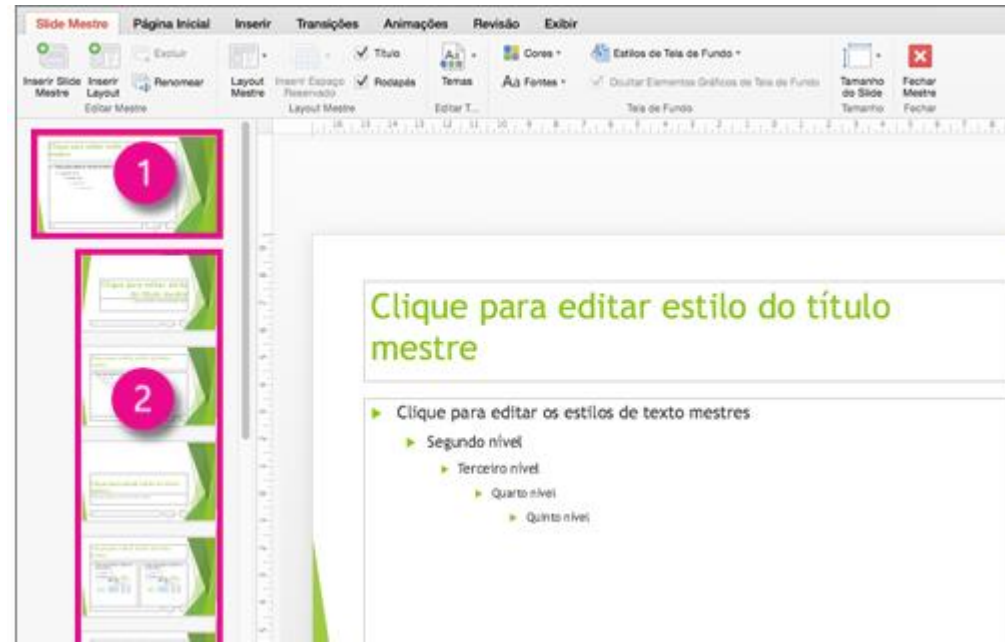 Slide Mestre Página Inicial Inserir Transições Animações Revisão Exibir
Inserir Slide Mestre
Inserir Layout
Excluir
Renomear
Editar Mestre
Layout Mestre
Inserir Espaço Reservado
Título
Rodapés
Layout Mestre
Temas
Editar T...
Cores
Fontes
Estilos de Tela de Fundo
Ocultar Elementos Gráficos de Tela de Fundo
Tela de Fundo
Tamanho do Slide
Tamanho
Fechar Mestre
Fechar
1
2
Clique para editar estilo do título
mestre
Clique para editar os estilos de texto mestres
Segundo nível
Terceiro nível
Quarto nível
Quinto nível